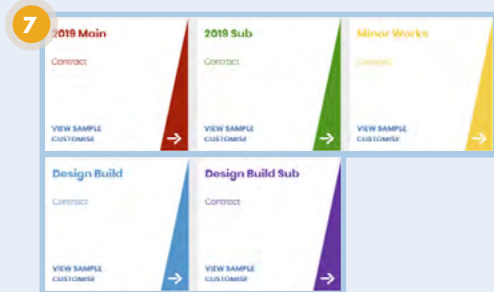 7
2019 Main
Contract
VIEW SAMPLE
CUSTOMISE
2019 Sub
Contract
VIEW SAMPLE
CUSTOMISE
Minor Works
Contract
VIEW SAMPLE
CUSTOMISE
Design Build
Contract
VIEW SAMPLE
CUSTOMISE
Design Build Sub
Contract
VIEW SAMPLE
CUSTOMISE